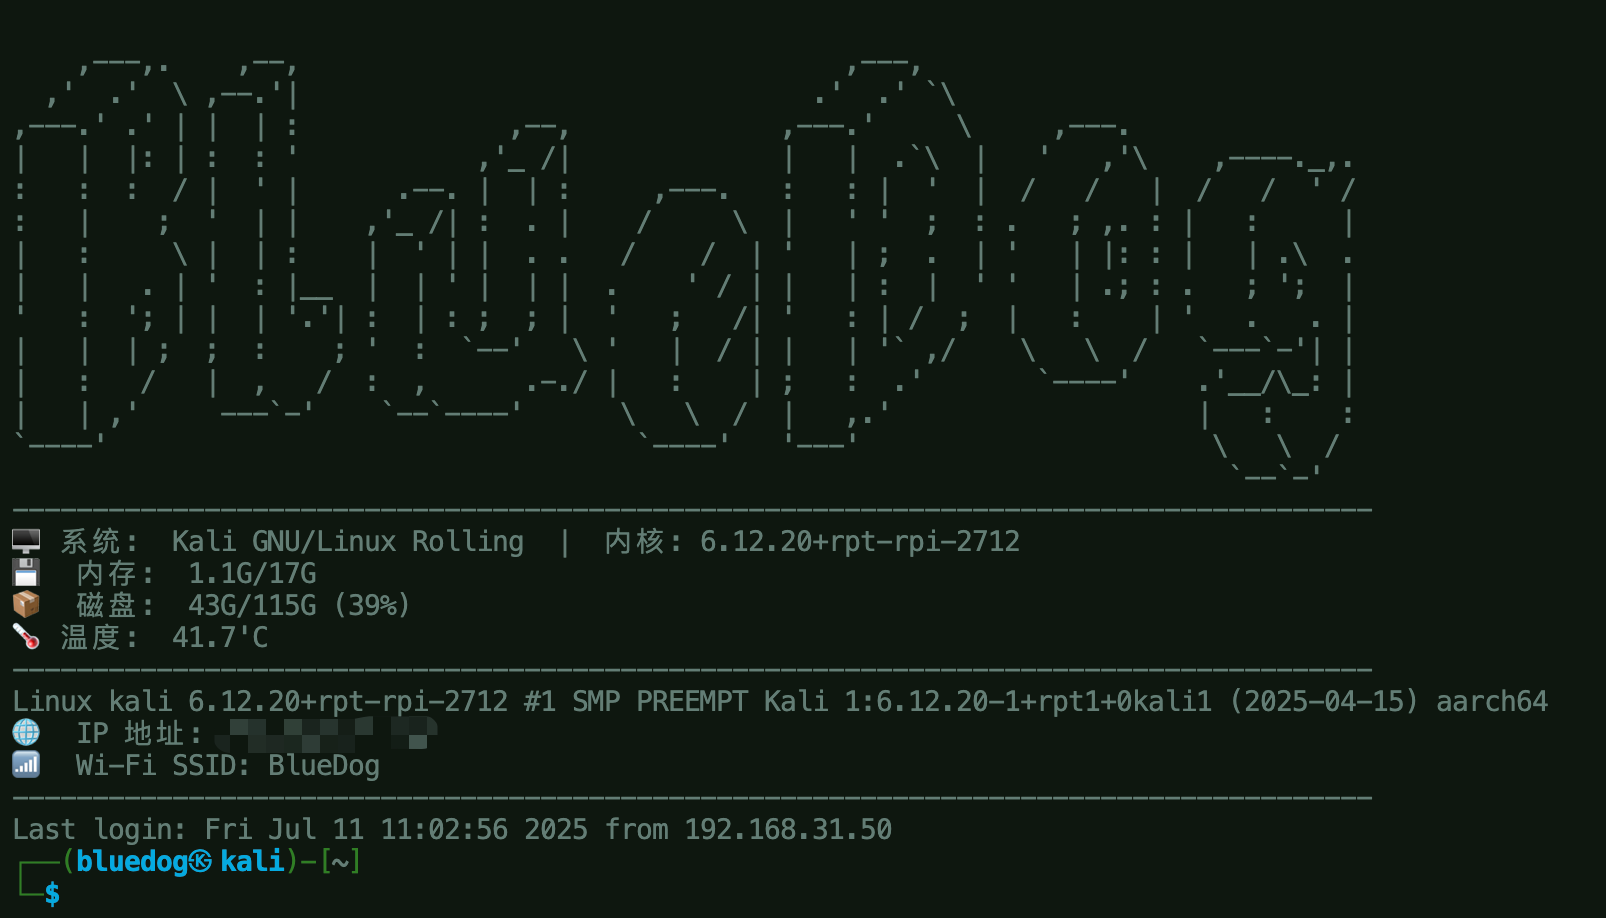 BLueDog
系统: Kali GNU/Linux Rolling | 内核: 6.12.20+rpt-rpi-2712
内存: 1.1G/17G
磁盘: 43G/115G (39%)
温度: 41.7'C
Linux kali 6.12.20+rpt-rpi-2712 #1 SMP PREEMPT Kali 1:6.12.20-1+rpt1+0kali1 (2025-04-15) aarch64
IP 地址:
Wi-Fi SSID: BlueDog
Last login: Fri Jul 11 11:02:56 2025 from 192.168.31.50
┌──(bluedog㉿kali)-[~]
└─$